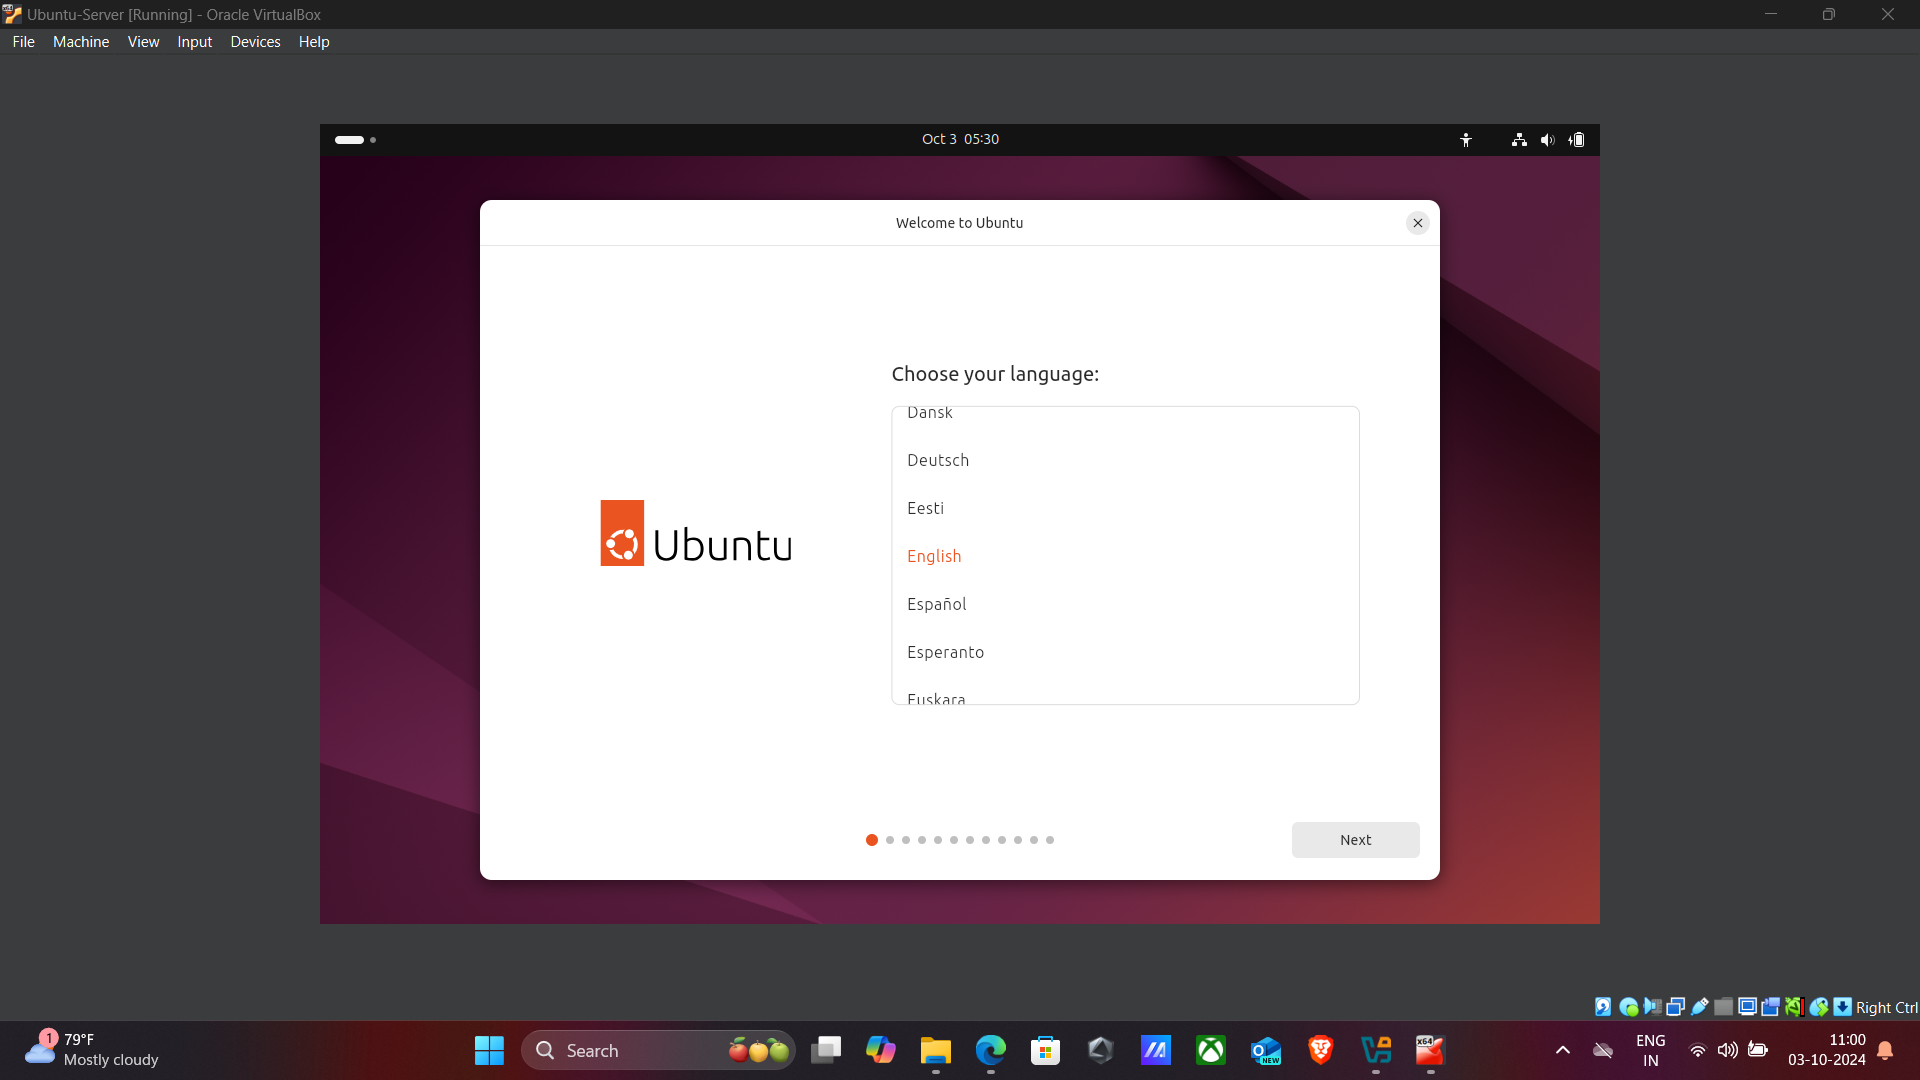 Ubuntu-Server [Running] - Oracle VirtualBox
File Machine View Input Devices Help
Oct 3 05:30
Welcome to Ubuntu
Choose your language:
Dansk
Deutsch
Eesti
English
Español
Esperanto
Euskara
Ubuntu
Next
Right Ctrl
1
79°F
Mostly cloudy
Search
NEW
x64
ENG
IN
11:00
03-10-2024